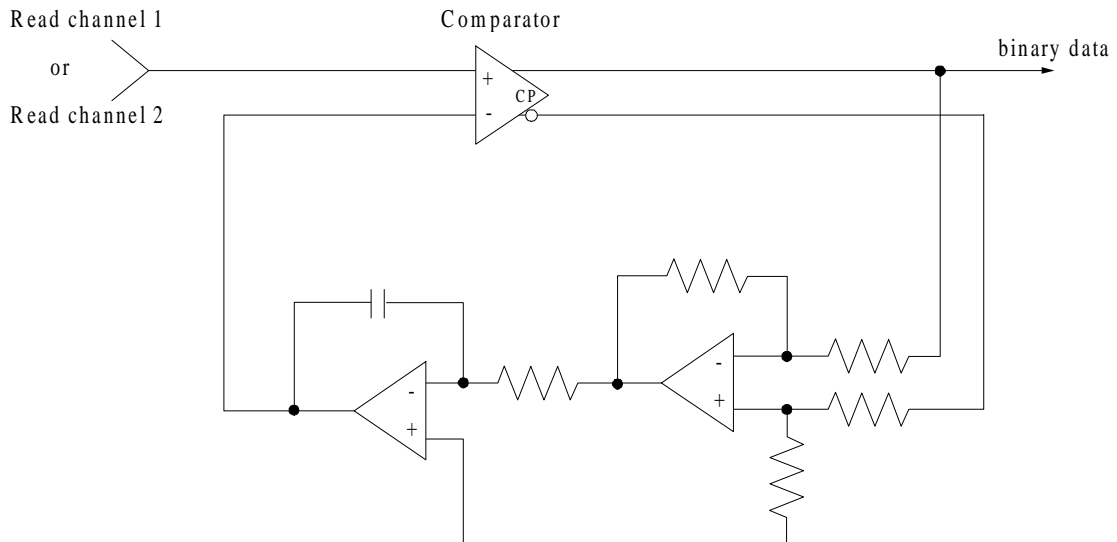 Read channel 1
Comparator
binary data
or
+
CP
-
Read channel 2
-
-
+
+